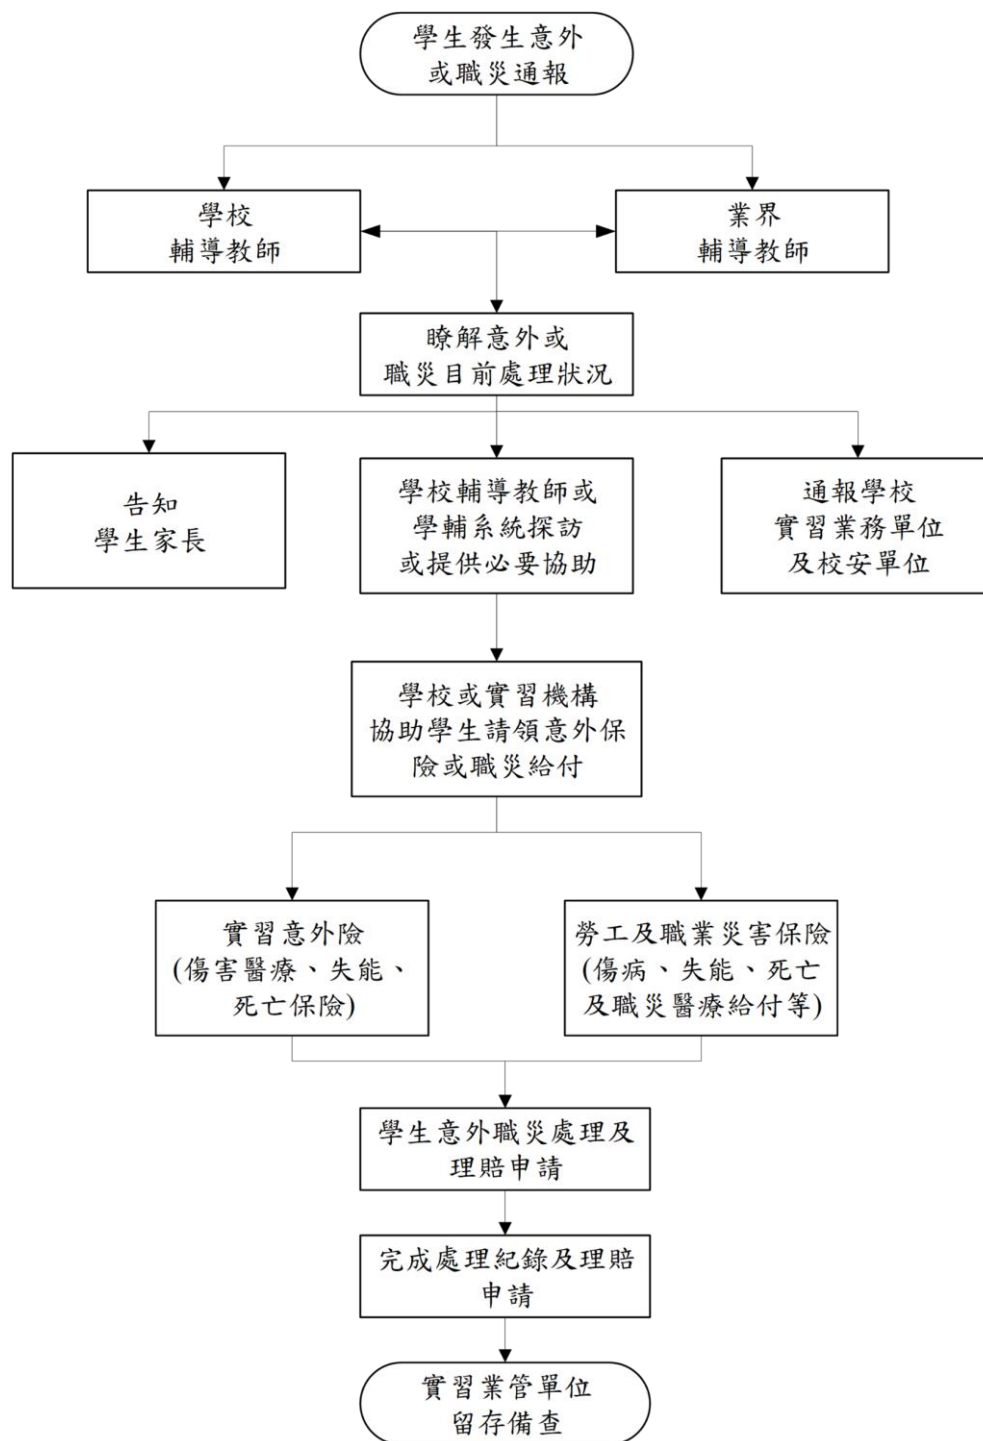 學生發生意外
或職災通報
學校
輔導教師
業界
輔導教師
瞭解意外或
職災目前處理狀況
告知
學生家長
學校輔導教師或
學輔系統探訪
或提供必要協助
通報學校
實習業務單位
及校安單位
學校或實習機構
協助學生請領意外保
險或職災給付
實習意外險
(傷害醫療、失能、
死亡保險)
勞工及職業災害保險
(傷病、失能、死亡
及職災醫療給付等)
學生意外職災處理及
理賠申請
完成處理紀錄及理賠
申請
實習業管單位
留存備查